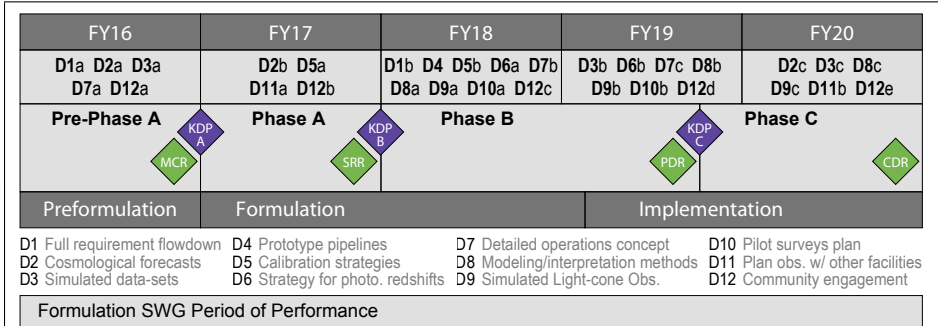 FY16 FY17 FY18 FY19 FY20
D1a D2a D3a D2b D5a D1b D4 D5b D6a D7b D3b D6b D7c D8b D2c D3c D8c
D7a D12a D11a D12b D8a D9a D10a D12c D9b D10b D12d D9c D11b D12e
Pre-Phase A Phase A Phase B Phase C
KDP A KDP B KDP C
MCR SRR PDR CDR
Preformulation Formulation Implementation
D1 Full requirement flowdown D4 Prototype pipelines D7 Detailed operations concept D10 Pilot surveys plan
D2 Cosmological forecasts D5 Calibration strategies D8 Modeling/interpretation methods D11 Plan obs. w/ other facilities
D3 Simulated data-sets D6 Strategy for photo. redshifts D9 Simulated Light-cone Obs. D12 Community engagement
Formulation SWG Period of Performance